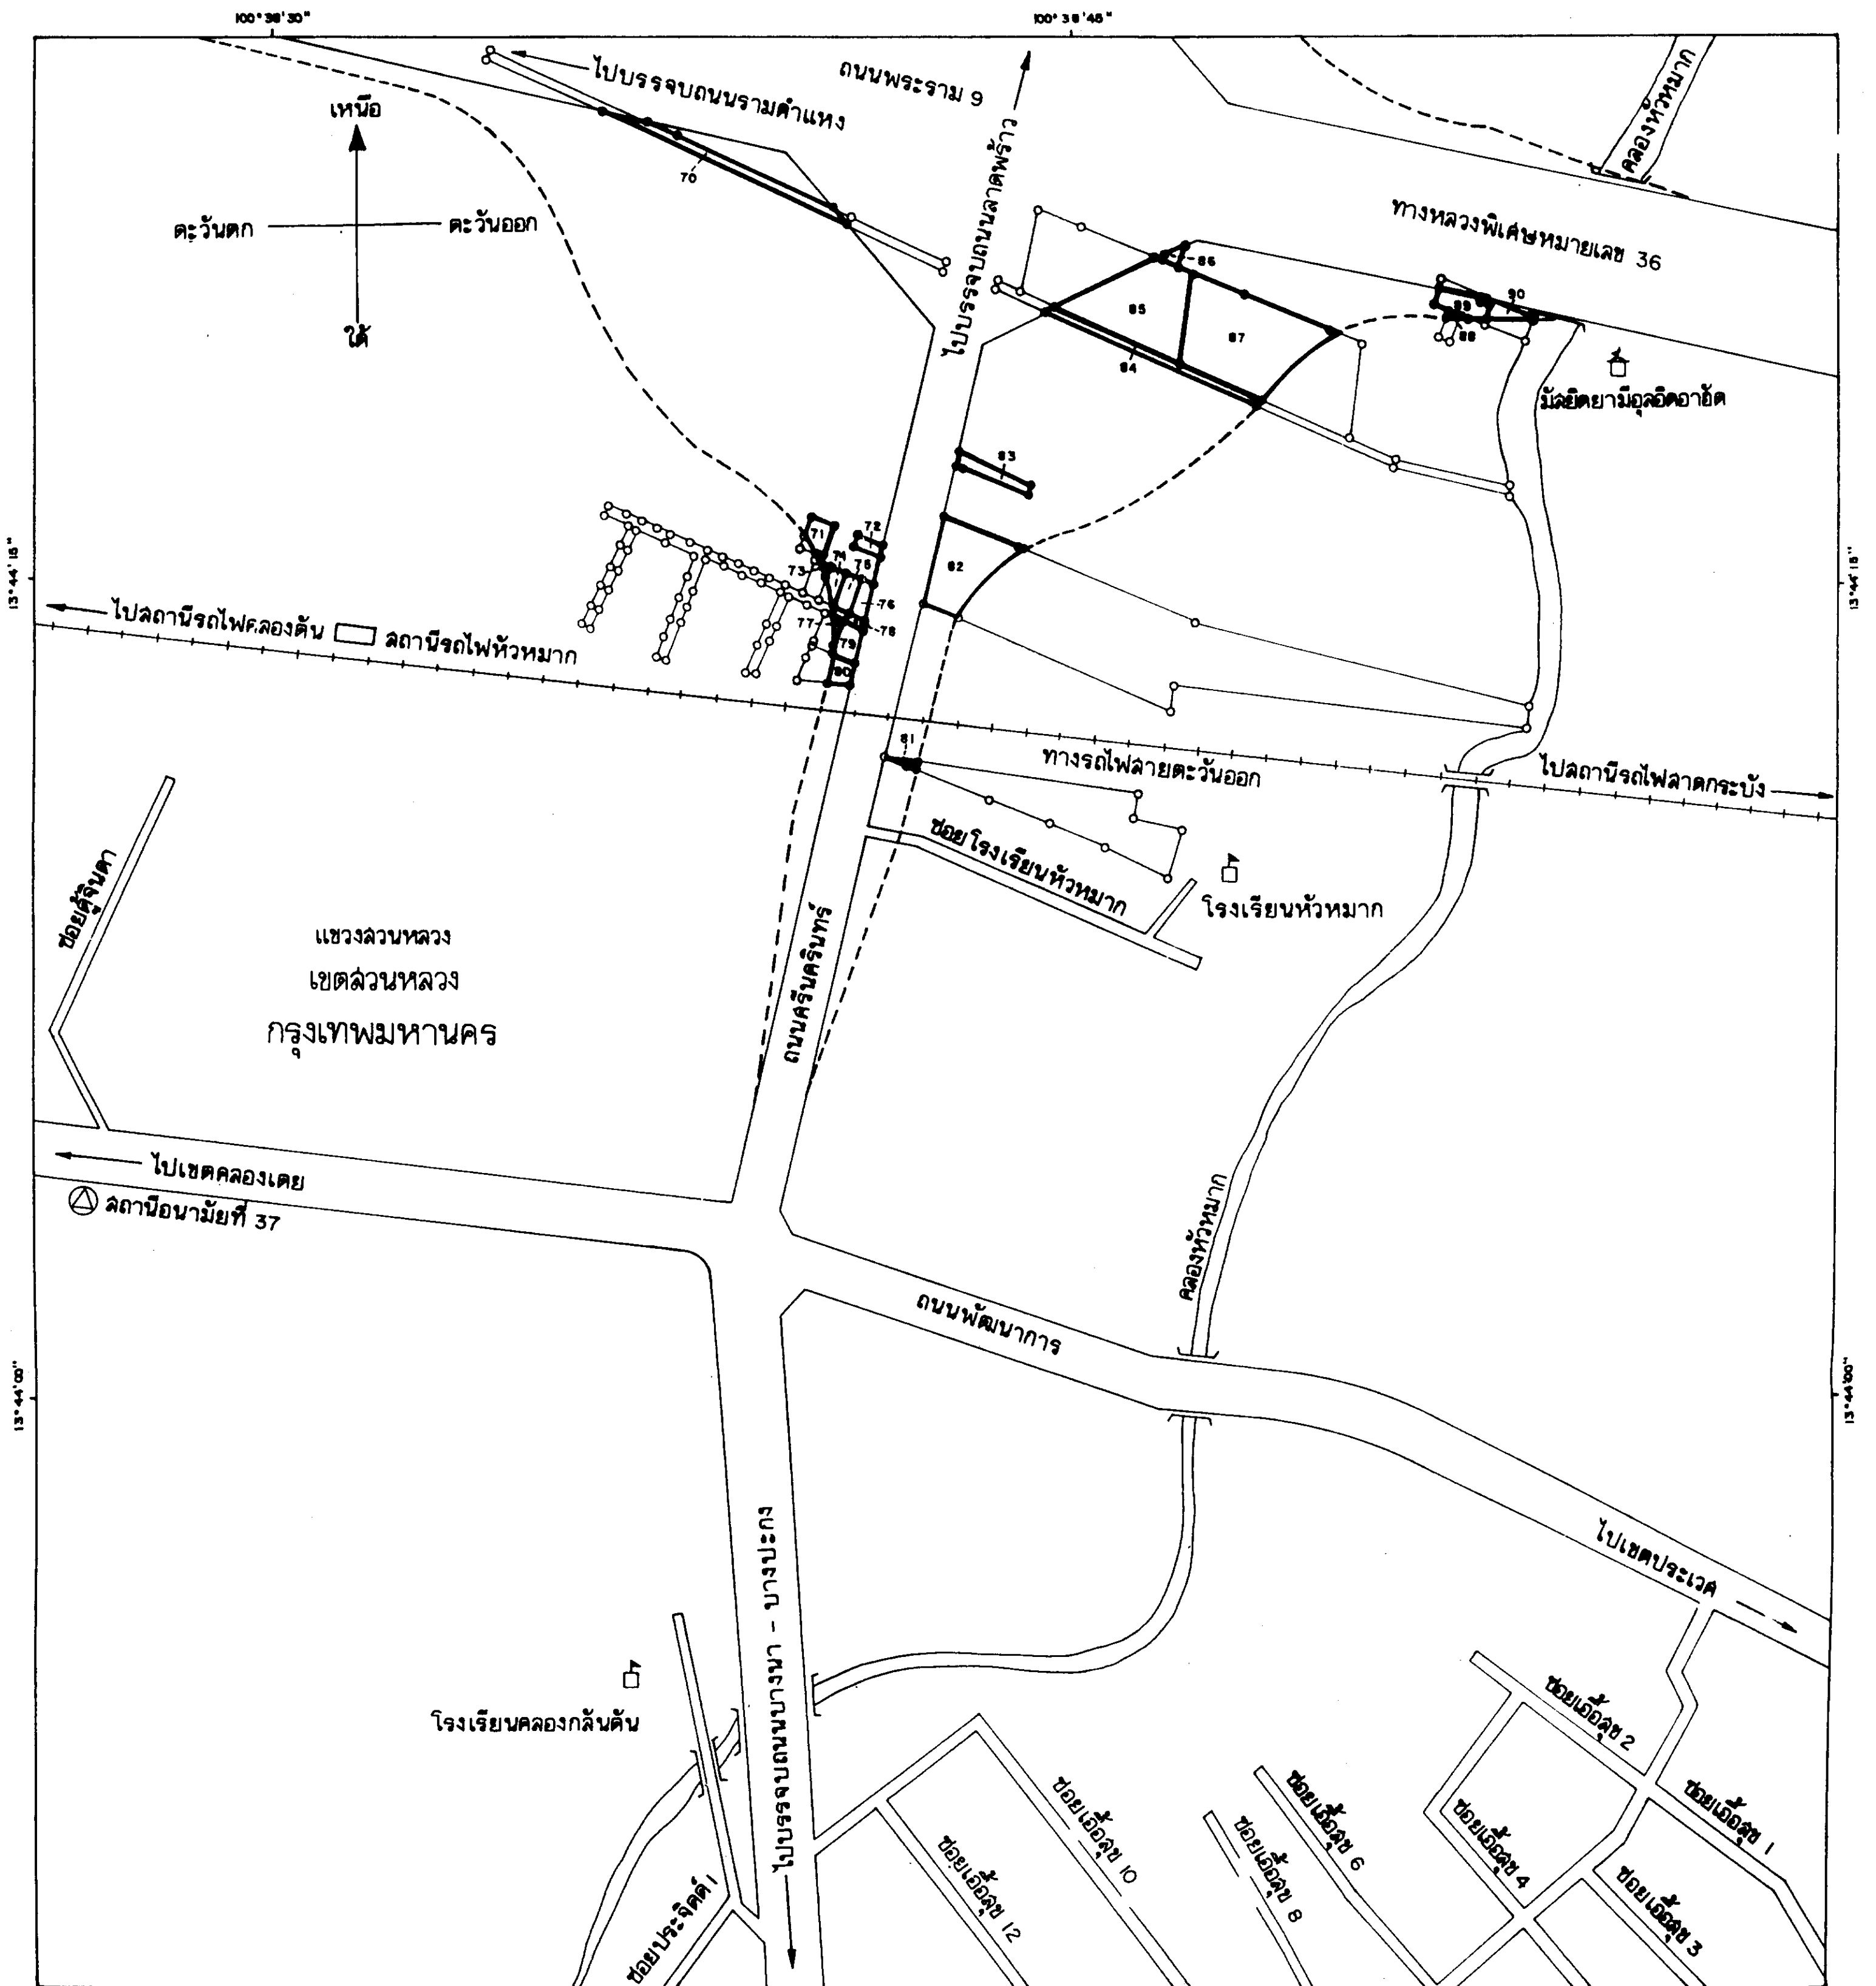 100°38'30"
100°38'45"
ไปบรรจบถนนรามคำแหง
ถนนพระราม 9
ไปบรรจบถนนลาดพร้าว
คลองหัวหมาก
เหนือ
ตะวันตก
ตะวันออก
ใต้
ทางหลวงพิเศษหมายเลข 36
70
86
85
87
84
89
90
88
มัสยิดยามีอุลอิดอาฮัด
83
71
72
74
75
73
76
77
78
79
80
82
13°44'15"
13°44'15"
ไปสถานีรถไฟคลองตัน
สถานีรถไฟหัวหมาก
81
ทางรถไฟสายตะวันออก
ไปสถานีรถไฟลาดกระบัง
ซอยโรงเรียนหัวหมาก
โรงเรียนหัวหมาก
แขวงสวนหลวง
เขตสวนหลวง
กรุงเทพมหานคร
ถนนศรีนครินทร์
ไปเขตคลองเตย
สถานีอนามัยที่ 37
คลองหัวหมาก
ถนนพัฒนาการ
13°44'00"
13°44'00"
ไปเขตประเวศ
ไปบรรจบถนนบางนา - บางปะกง
โรงเรียนคลองกลันตัน
ซอยประจิตต์ 1
ซอยเอื้อสุข 2
ซอยเอื้อสุข 1
ซอยเอื้อสุข 10
ซอยเอื้อสุข 6
ซอยเอื้อสุข 4
ซอยเอื้อสุข 12
ซอยเอื้อสุข 8
ซอยเอื้อสุข 3